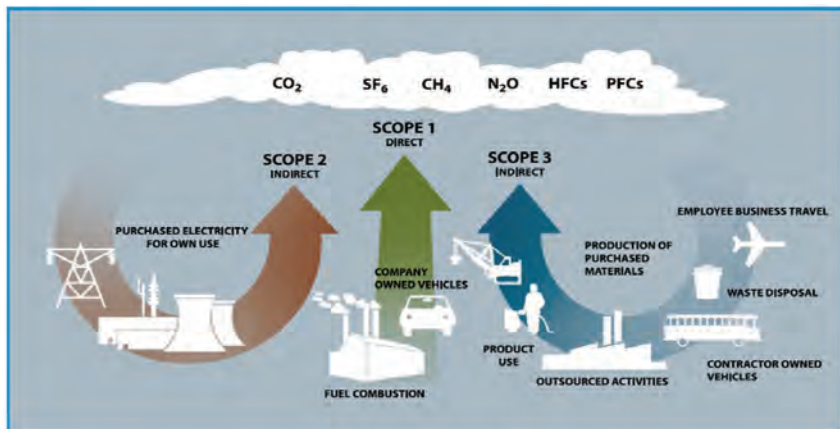 CO₂ SF₆ CH₄ N₂O HFCs PFCs
SCOPE 1
DIRECT
SCOPE 2
INDIRECT
SCOPE 3
INDIRECT
PURCHASED ELECTRICITY
FOR OWN USE
COMPANY
OWNED VEHICLES
FUEL COMBUSTION
EMPLOYEE BUSINESS TRAVEL
PRODUCTION OF
PURCHASED
MATERIALS
WASTE DISPOSAL
PRODUCT
USE
OUTSOURCED ACTIVITIES
CONTRACTOR OWNED
VEHICLES